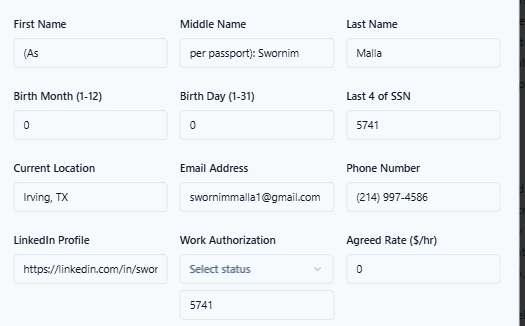 First Name Middle Name Last Name
(As per passport): Swornim Malla
Birth Month (1-12) Birth Day (1-31) Last 4 of SSN
0 0 5741
Current Location Email Address Phone Number
Irving, TX swornimmalla1@gmail.com (214) 997-4586
LinkedIn Profile Work Authorization Agreed Rate ($/hr)
https://linkedin.com/in/swor Select status 0
5741